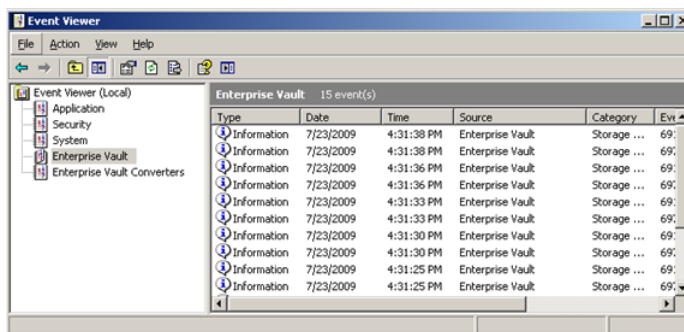 Event Viewer
File Action View Help
Event Viewer (Local)
Application
Security
System
Enterprise Vault
Enterprise Vault Converters
Enterprise Vault 15 event(s)
Type Date Time Source Category
Information 7/23/2009 4:31:38 PM Enterprise Vault Storage ...
Information 7/23/2009 4:31:38 PM Enterprise Vault Storage ...
Information 7/23/2009 4:31:36 PM Enterprise Vault Storage ...
Information 7/23/2009 4:31:36 PM Enterprise Vault Storage ...
Information 7/23/2009 4:31:33 PM Enterprise Vault Storage ...
Information 7/23/2009 4:31:33 PM Enterprise Vault Storage ...
Information 7/23/2009 4:31:30 PM Enterprise Vault Storage ...
Information 7/23/2009 4:31:30 PM Enterprise Vault Storage ...
Information 7/23/2009 4:31:25 PM Enterprise Vault Storage ...
Information 7/23/2009 4:31:25 PM Enterprise Vault Storage ...